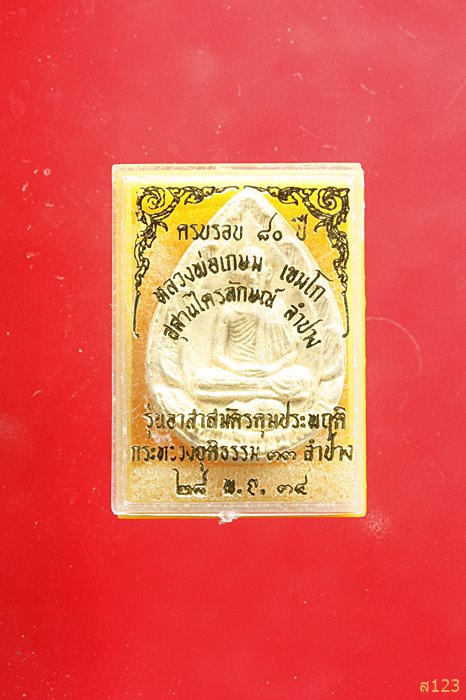 ครบรอบ ๘๐ ปี
หลวงพ่อเกษม เขมโก
สุสานไตรลักษณ์ ลำปาง
รุ่นอาสาสมัครคุมประพฤติ
กระทรวงยุติธรรม ๓๓ ลำปาง
๒๘ พ.ย. ๓๔
ส123